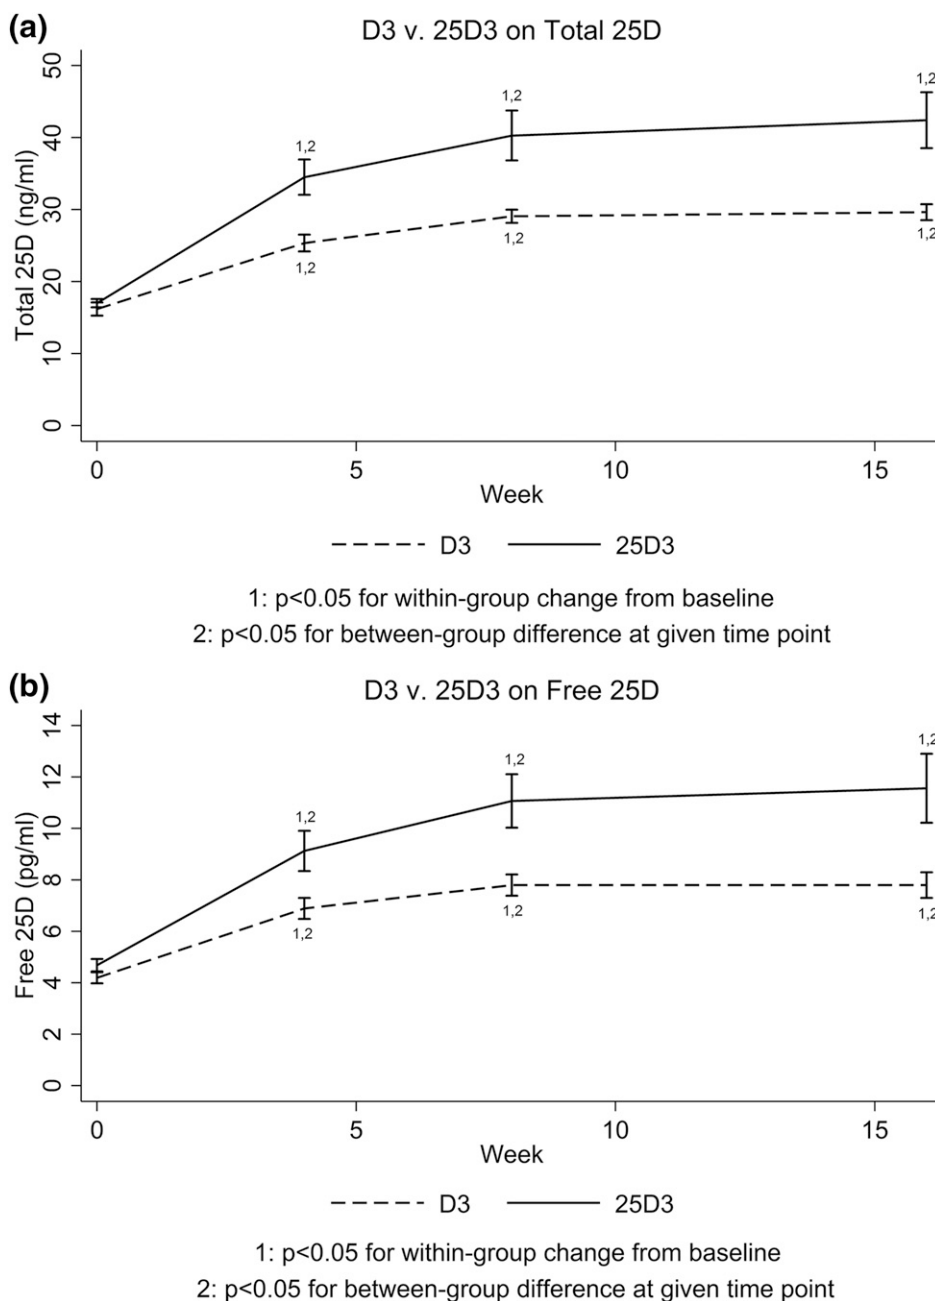 (a)
D3 v. 25D3 on Total 25D
Total 25D (ng/ml)
50
40
30
20
10
0
1,2
1,2
1,2
1,2
1,2
1,2
0 5 10 15
Week
D3 25D3
1: p<0.05 for within-group change from baseline
2: p<0.05 for between-group difference at given time point
(b)
D3 v. 25D3 on Free 25D
Free 25D (pg/ml)
14
12
10
8
6
4
2
0
1,2
1,2
1,2
1,2
1,2
1,2
0 5 10 15
Week
D3 25D3
1: p<0.05 for within-group change from baseline
2: p<0.05 for between-group difference at given time point